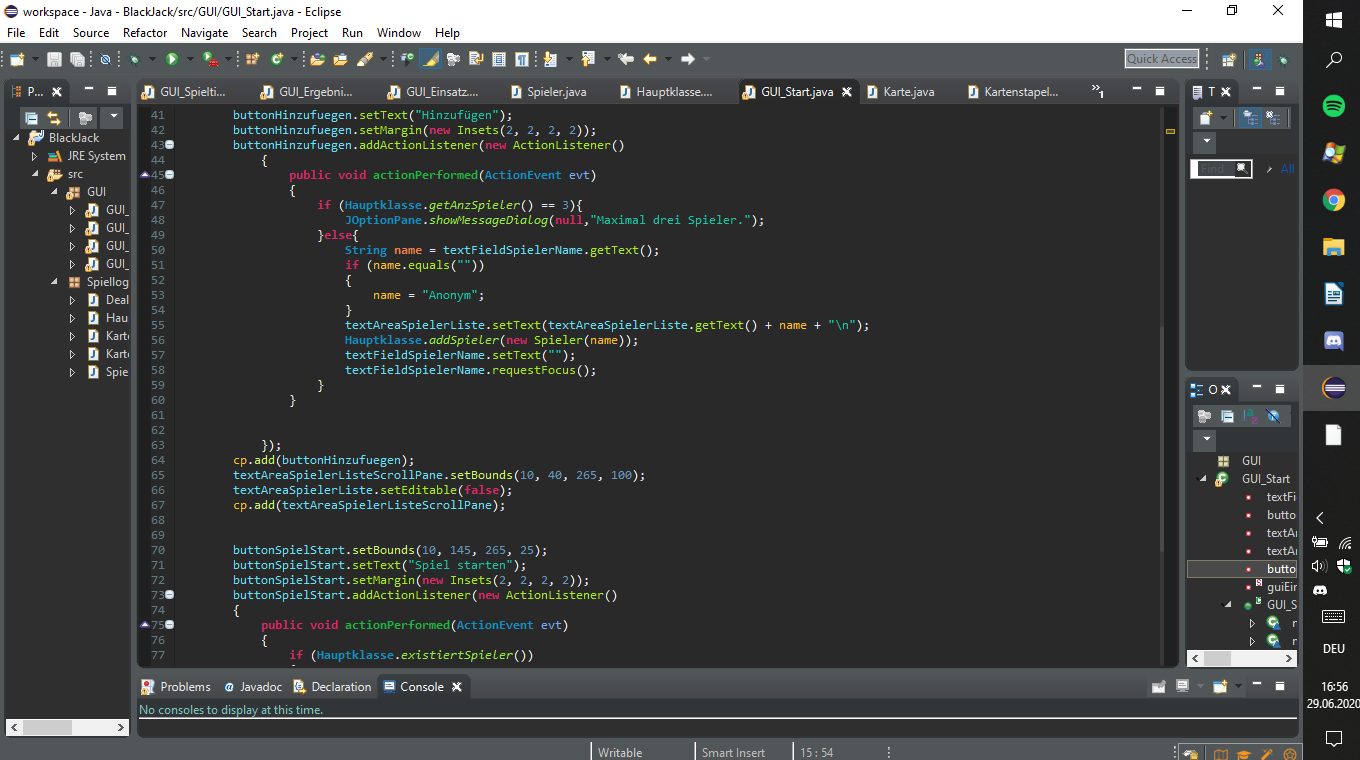 workspace - Java - BlackJack/src/GUI/GUI_Start.java - Eclipse
File Edit Source Refactor Navigate Search Project Run Window Help
Quick Access
P...
GUI_Spielti... GUI_Ergebni... GUI_Einsatz.... Spieler.java Hauptklasse.... GUI_Start.java Karte.java Kartenstapel... »1
T
BlackJack
JRE System
src
GUI
GUI_
GUI_
GUI_
GUI_
Spiellog
Deal
Hau
Kart
Kart
Spie
41 buttonHinzufuegen.setText("Hinzufügen");
42 buttonHinzufuegen.setMargin(new Insets(2, 2, 2, 2));
43 buttonHinzufuegen.addActionListener(new ActionListener()
44 {
45 public void actionPerformed(ActionEvent evt)
46 {
47 if (Hauptklasse.getAnzSpieler() == 3){
48 JOptionPane.showMessageDialog(null,"Maximal drei Spieler.");
49 }else{
50 String name = textFieldSpielerName.getText();
51 if (name.equals(""))
52 {
53 name = "Anonym";
54 }
55 textAreaSpielerListe.setText(textAreaSpielerListe.getText() + name + "\n");
56 Hauptklasse.addSpieler(new Spieler(name));
57 textFieldSpielerName.setText("");
58 textFieldSpielerName.requestFocus();
59 }
60 }
61
62
63 });
64 cp.add(buttonHinzufuegen);
65 textAreaSpielerListeScrollPane.setBounds(10, 40, 265, 100);
66 textAreaSpielerListe.setEditable(false);
67 cp.add(textAreaSpielerListeScrollPane);
68
69
70 buttonSpielStart.setBounds(10, 145, 265, 25);
71 buttonSpielStart.setText("Spiel starten");
72 buttonSpielStart.setMargin(new Insets(2, 2, 2, 2));
73 buttonSpielStart.addActionListener(new ActionListener()
74 {
75 public void actionPerformed(ActionEvent evt)
76 {
77 if (Hauptklasse.existiertSpieler())
Find All
O
GUI
GUI_Start
textFi
butto
textAr
textAr
butto
guiEin
GUI_S
Problems @ Javadoc Declaration Console
No consoles to display at this time.
Writable Smart Insert 15 : 54
DEU
16:56
29.06.2020